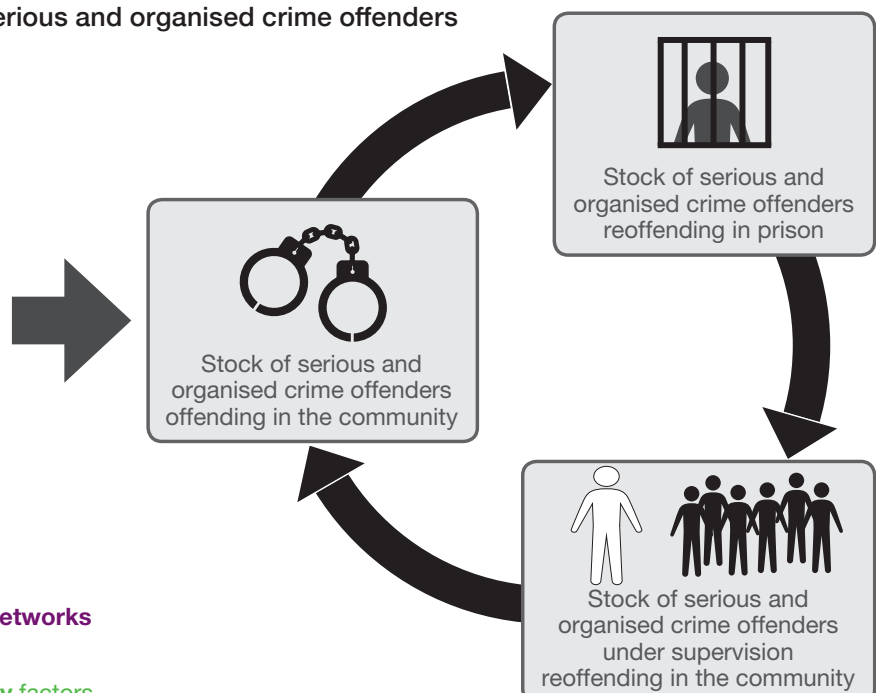 erious and organised crime offenders
Stock of serious and
organised crime offenders
reoffending in prison
Stock of serious and
organised crime offenders
offending in the community
Stock of serious and
organised crime offenders
under supervision
reoffending in the community
etworks
y factors